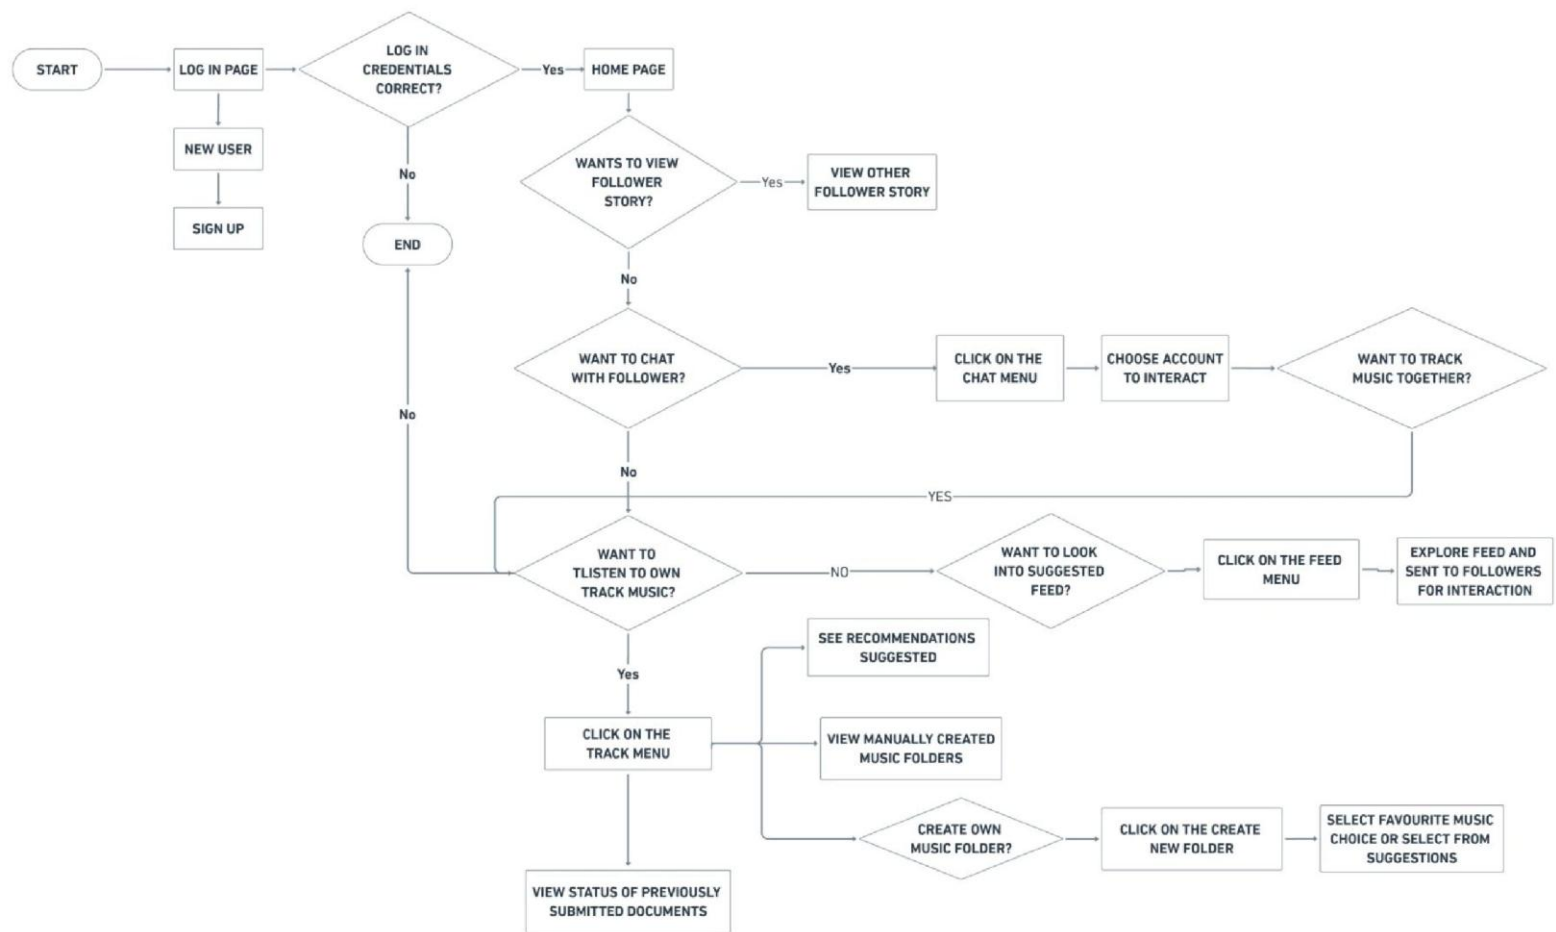 START
LOG IN PAGE
LOG IN
CREDENTIALS
CORRECT?
Yes
HOME PAGE
NEW USER
SIGN UP
No
END
WANTS TO VIEW
FOLLOWER
STORY?
Yes
VIEW OTHER
FOLLOWER STORY
No
WANT TO CHAT
WITH FOLLOWER?
Yes
CLICK ON THE
CHAT MENU
CHOOSE ACCOUNT
TO INTERACT
WANT TO TRACK
MUSIC TOGETHER?
No
No
YES
WANT TO
TLISTEN TO OWN
TRACK MUSIC?
NO
WANT TO LOOK
INTO SUGGESTED
FEED?
CLICK ON THE FEED
MENU
EXPLORE FEED AND
SENT TO FOLLOWERS
FOR INTERACTION
Yes
SEE RECOMMENDATIONS
SUGGESTED
CLICK ON THE
TRACK MENU
VIEW MANUALLY CREATED
MUSIC FOLDERS
CREATE OWN
MUSIC FOLDER?
CLICK ON THE CREATE
NEW FOLDER
SELECT FAVOURITE MUSIC
CHOICE OR SELECT FROM
SUGGESTIONS
VIEW STATUS OF PREVIOUSLY
SUBMITTED DOCUMENTS